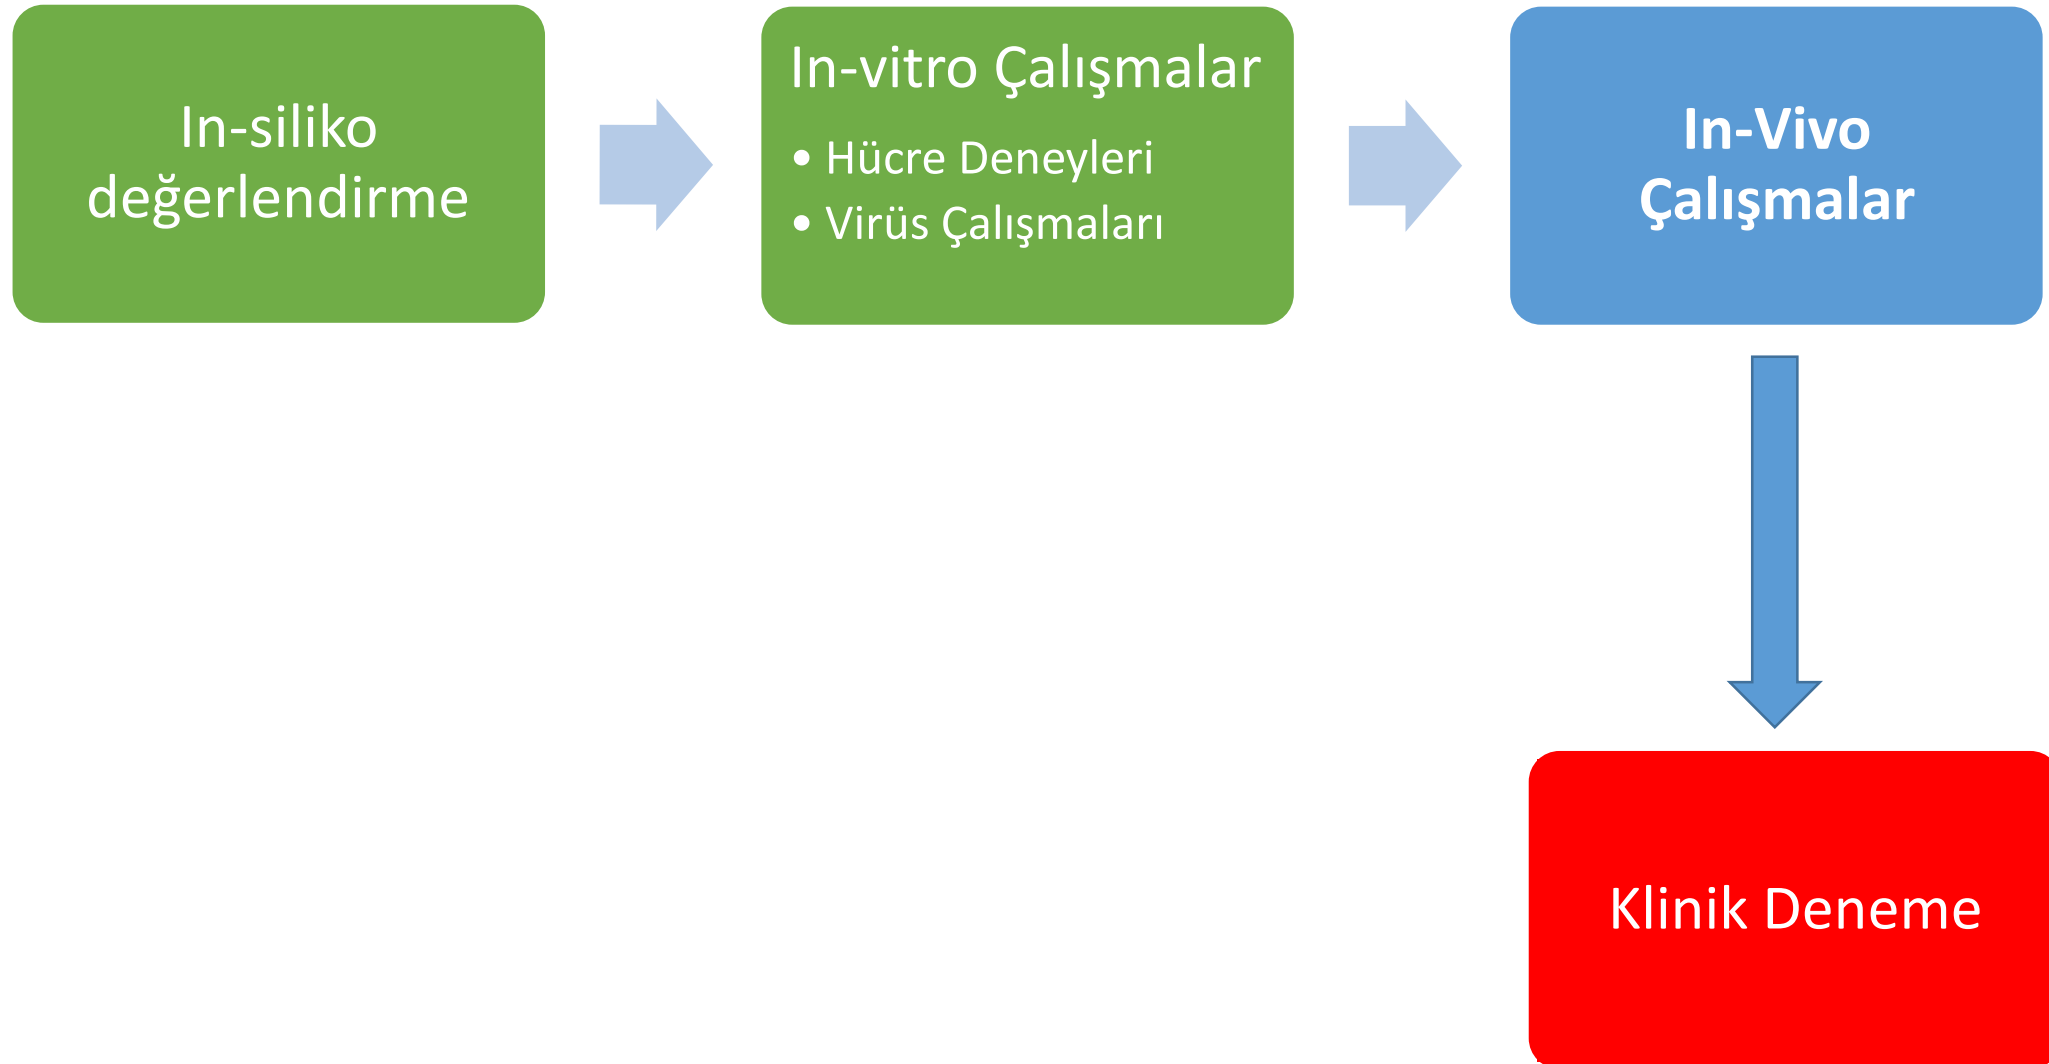 In-siliko
değerlendirme
In-vitro Çalışmalar
• Hücre Deneyleri
• Virüs Çalışmaları
In-Vivo
Çalışmalar
Klinik Deneme